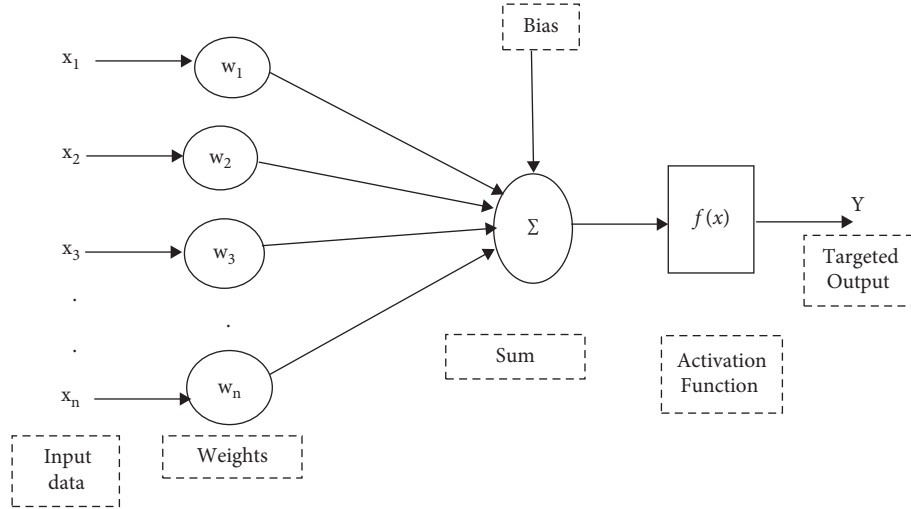 Bias
x1
w1
x2
w2
x3
w3
.
.
.
xn
wn
Σ
f(x)
Y
Targeted
Output
Sum
Activation
Function
Input
data
Weights